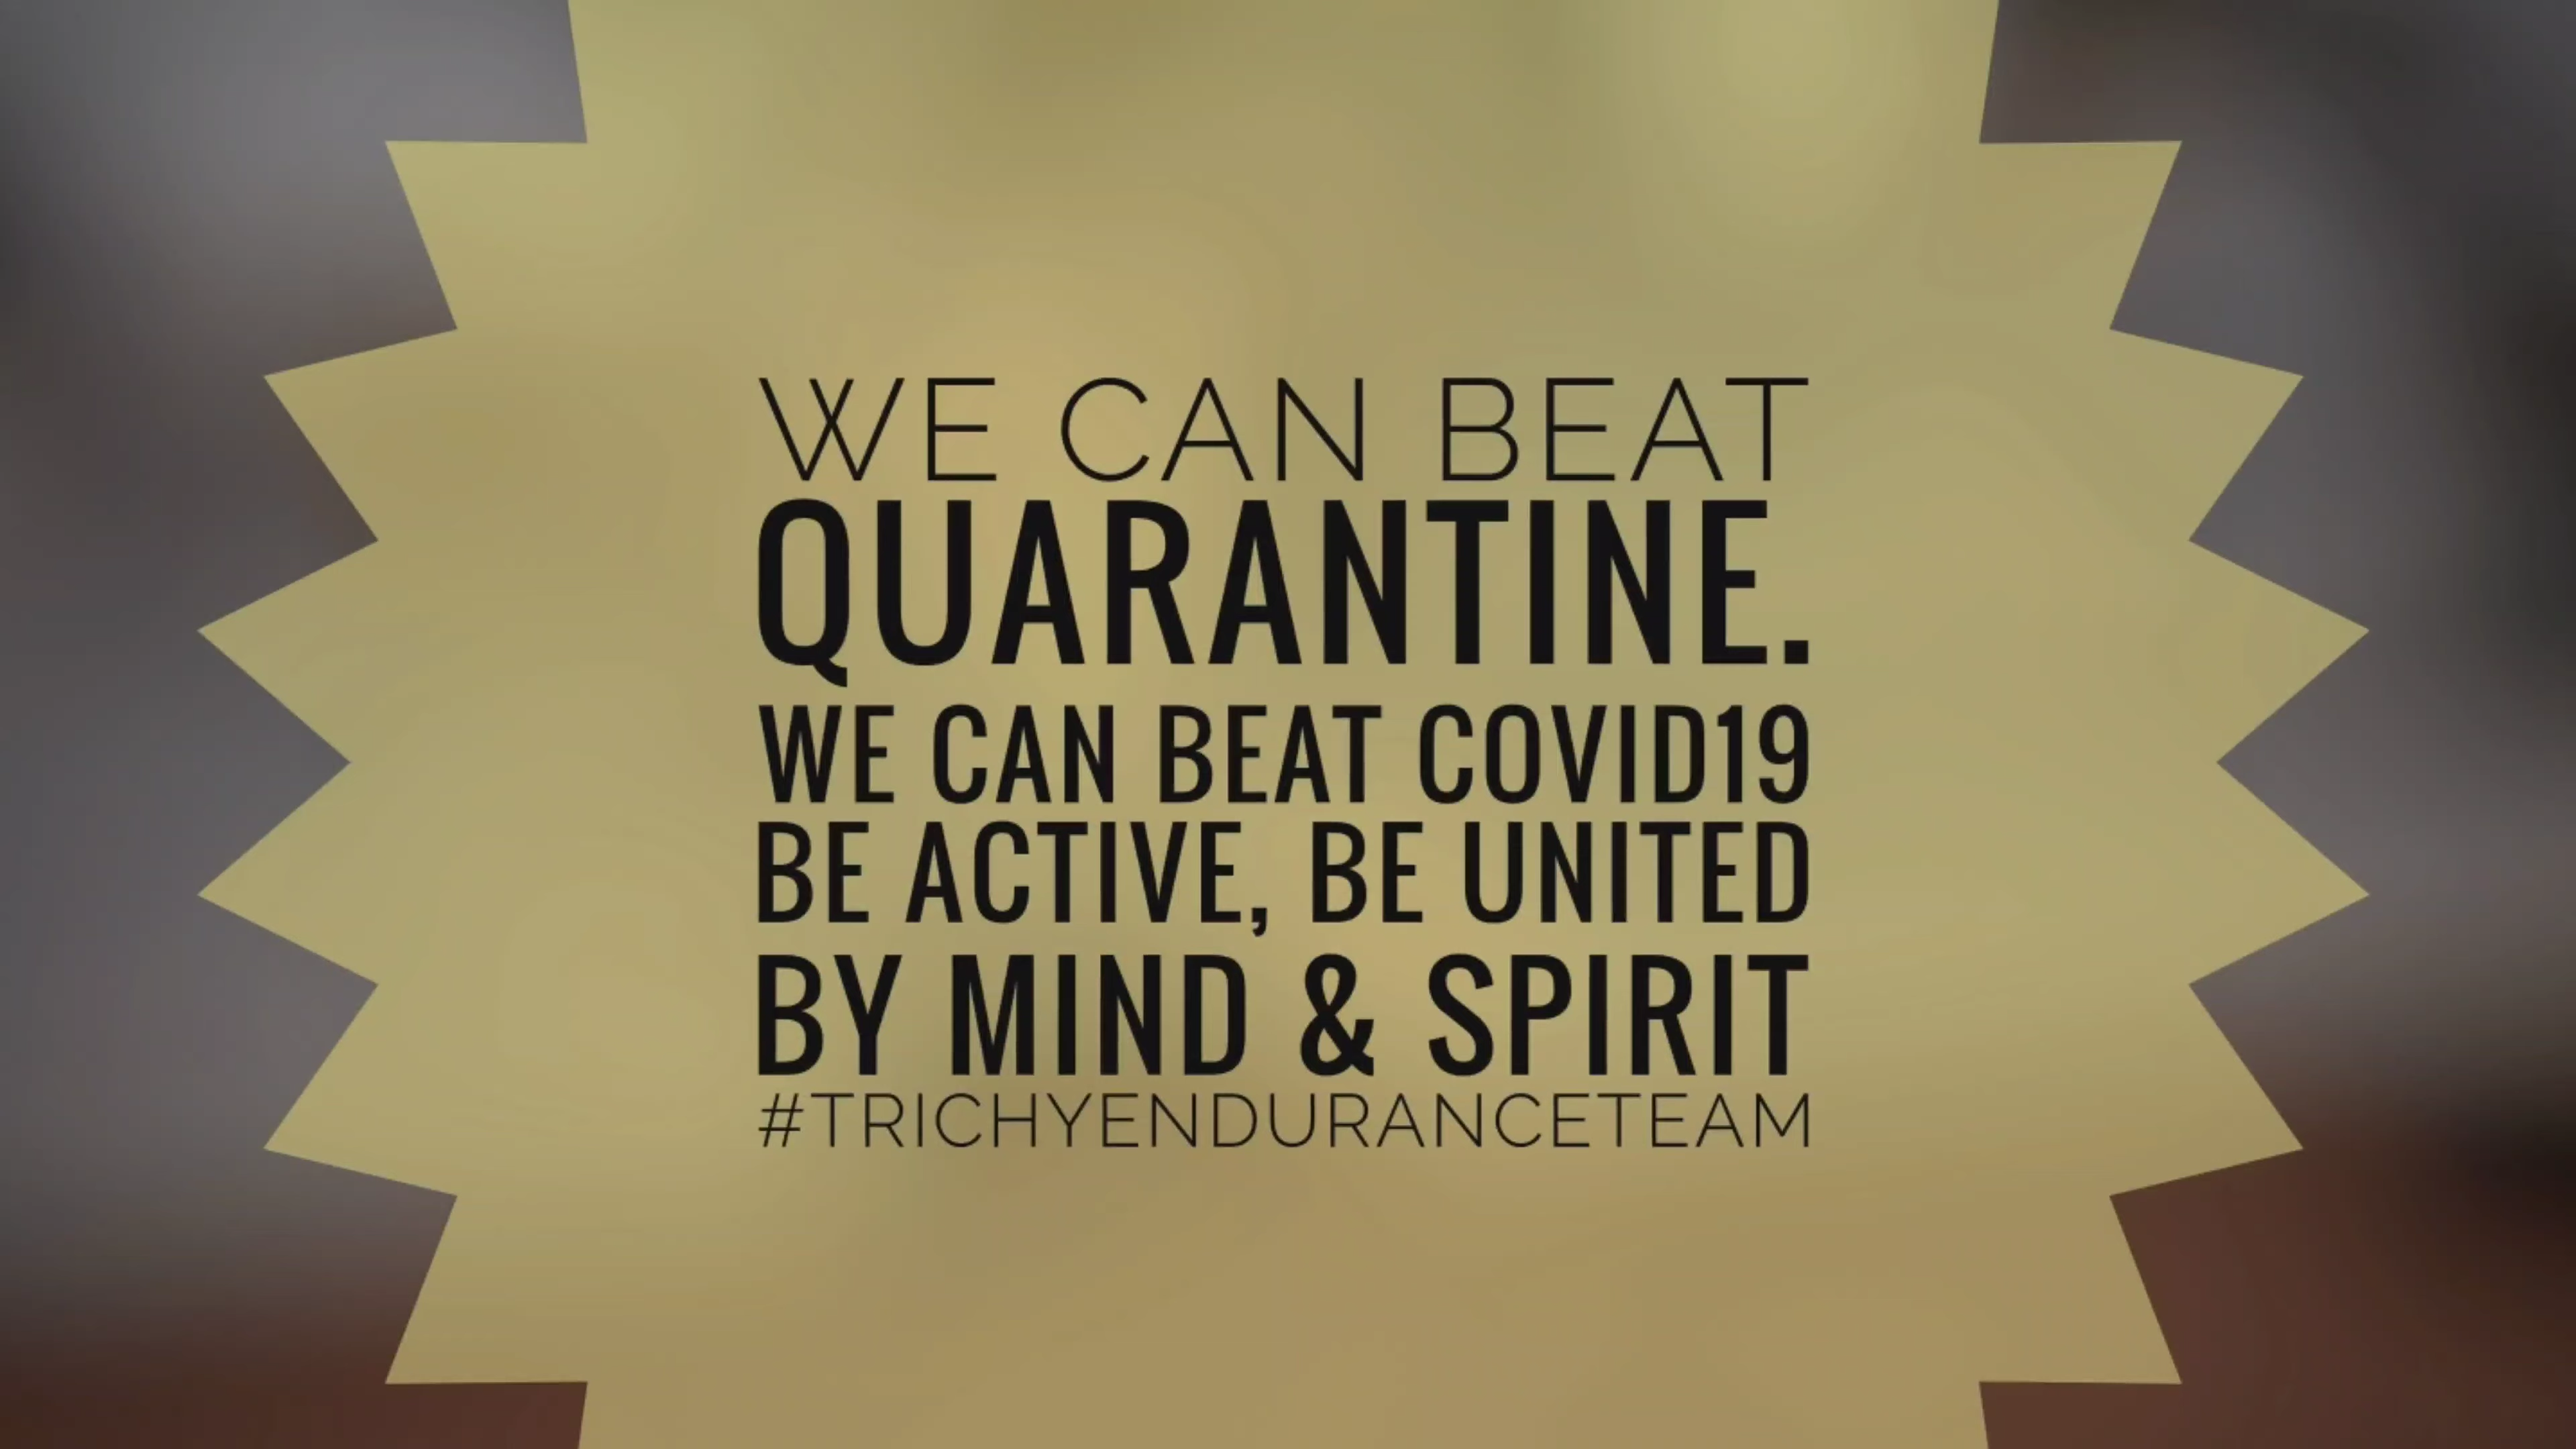 WE CAN BEAT
QUARANTINE.
WE CAN BEAT COVID19
BE ACTIVE, BE UNITED
BY MIND & SPIRIT
#TRICHYENDURANCETEAM